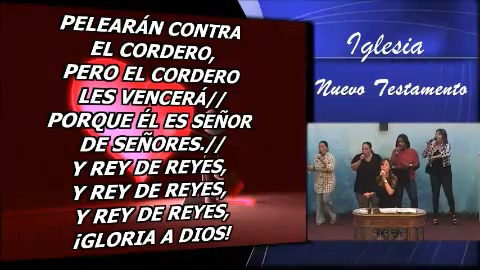 PELEARÁN CONTRA
EL CORDERO,
PERO EL CORDERO
LES VENCERÁ//
PORQUE ÉL ES SEÑOR
DE SEÑORES.//
Y REY DE REYES,
Y REY DE REYES,
Y REY DE REYES,
¡GLORIA A DIOS!
Iglesia
Nuevo Testamento